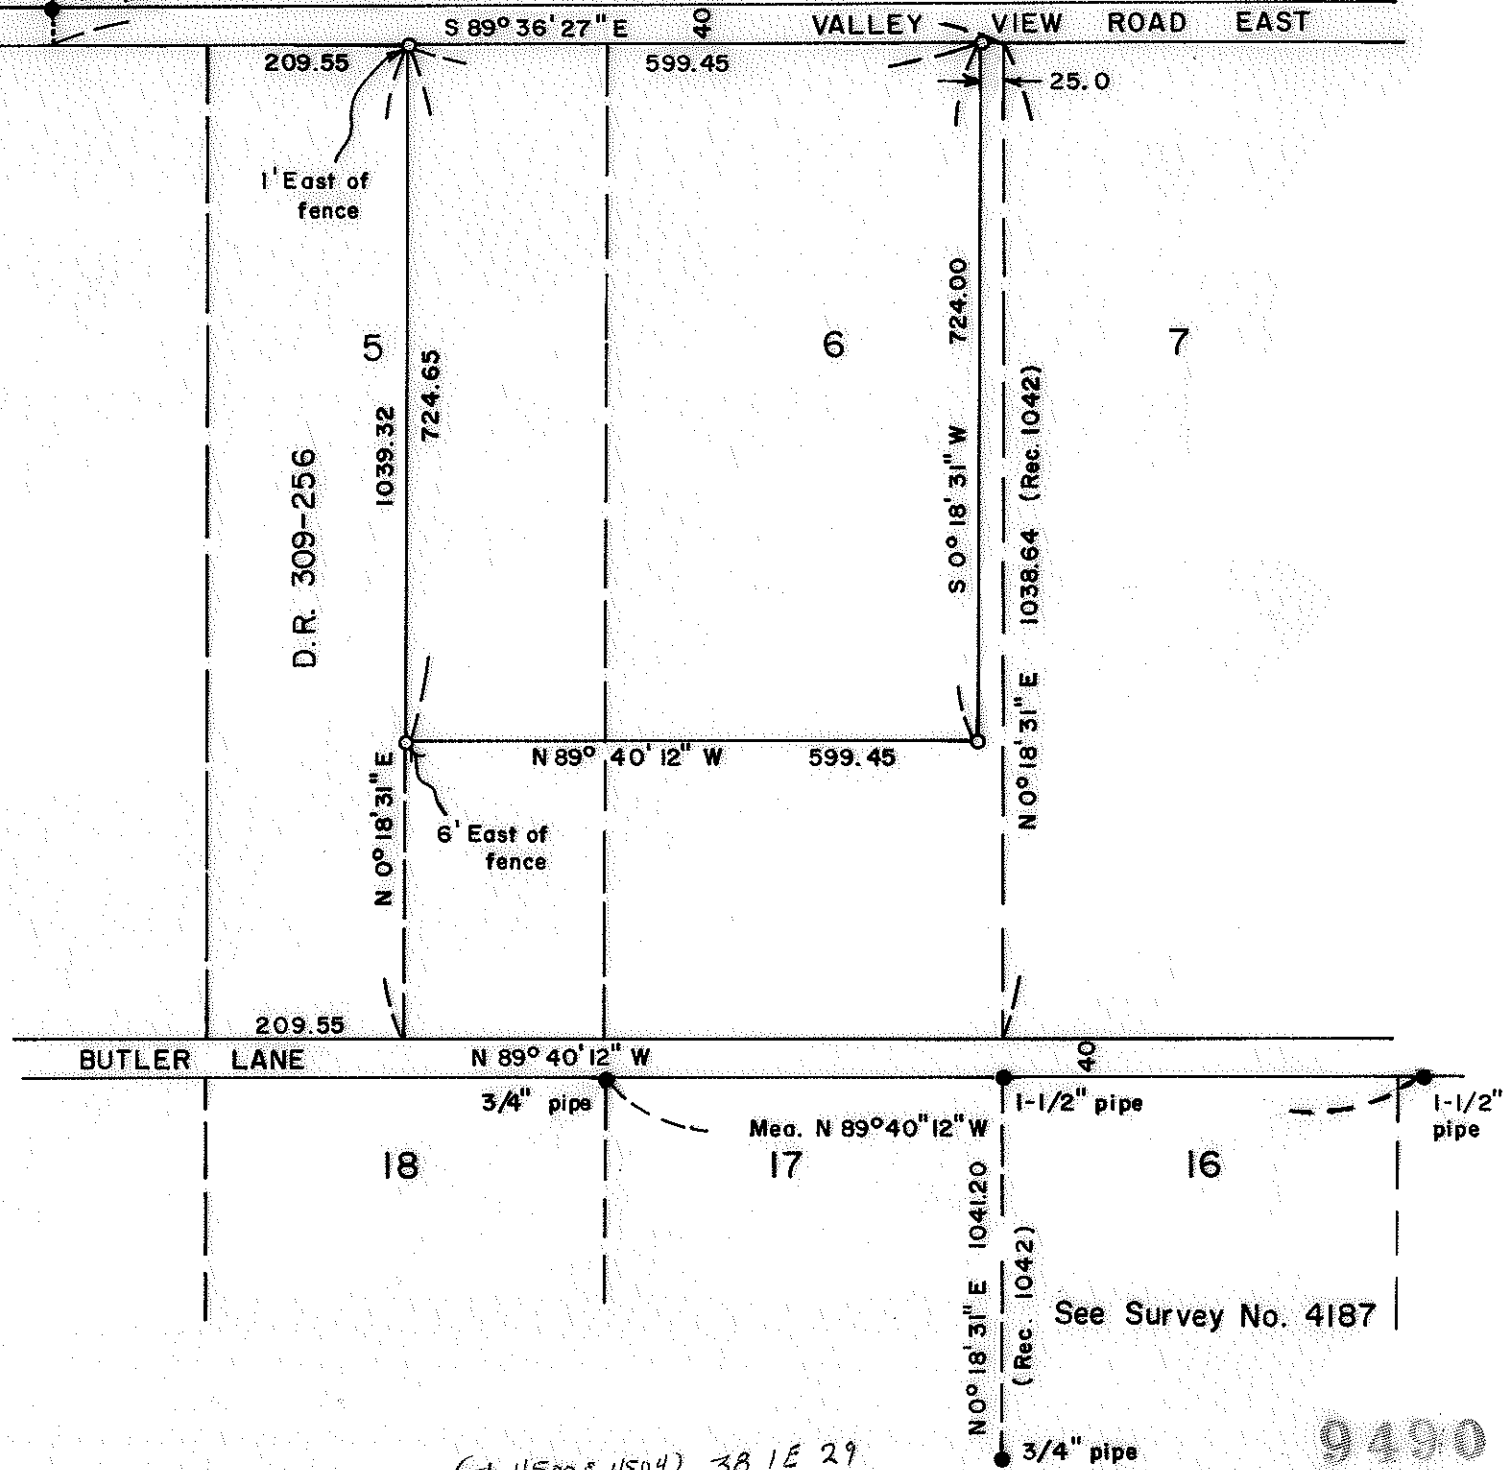 S 89° 36' 27" E
40
VALLEY VIEW ROAD EAST
209.55
599.45
25.0
1' East of
fence
5
6
7
724.00
724.65
1039.32
S 0° 18' 31" W
N 0° 18' 31" E 1038.64 (Rec. 1042)
D.R. 309-256
N 89° 40' 12" W 599.45
N 0° 18' 31" E
6' East of
fence
209.55
BUTLER LANE
N 89° 40' 12" W
40
3/4" pipe
1-1/2" pipe
1-1/2"
pipe
Mea. N 89° 40" 12" W
18
17
16
N 0° 18' 31" E 1041.20
(Rec. 1042)
See Survey No. 4187
3/4" pipe
38 1E 29
9490